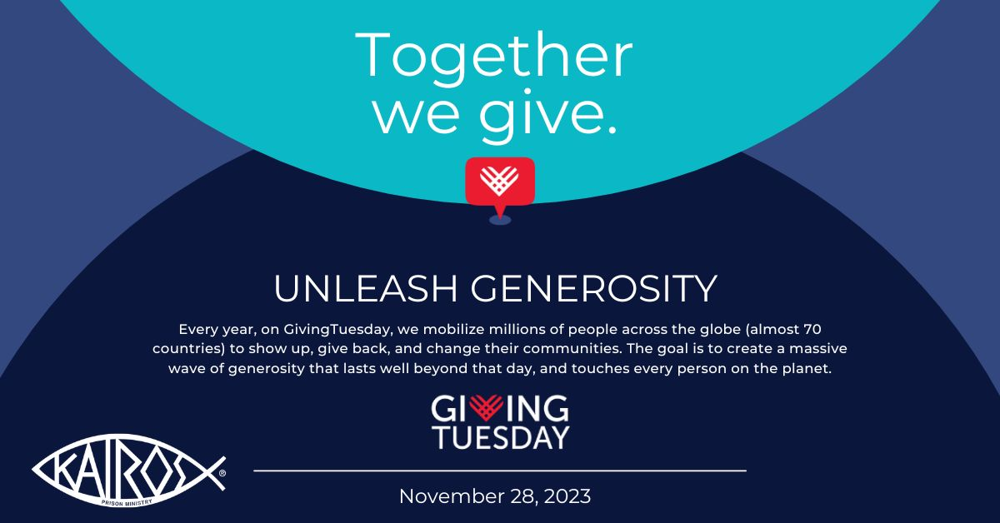 Together
we give.
UNLEASH GENEROSITY
Every year, on GivingTuesday, we mobilize millions of people across the globe (almost 70
countries) to show up, give back, and change their communities. The goal is to create a massive
wave of generosity that lasts well beyond that day, and touches every person on the planet.
GIVING
TUESDAY
KAIROS
®
PRISON MINISTRY
November 28, 2023